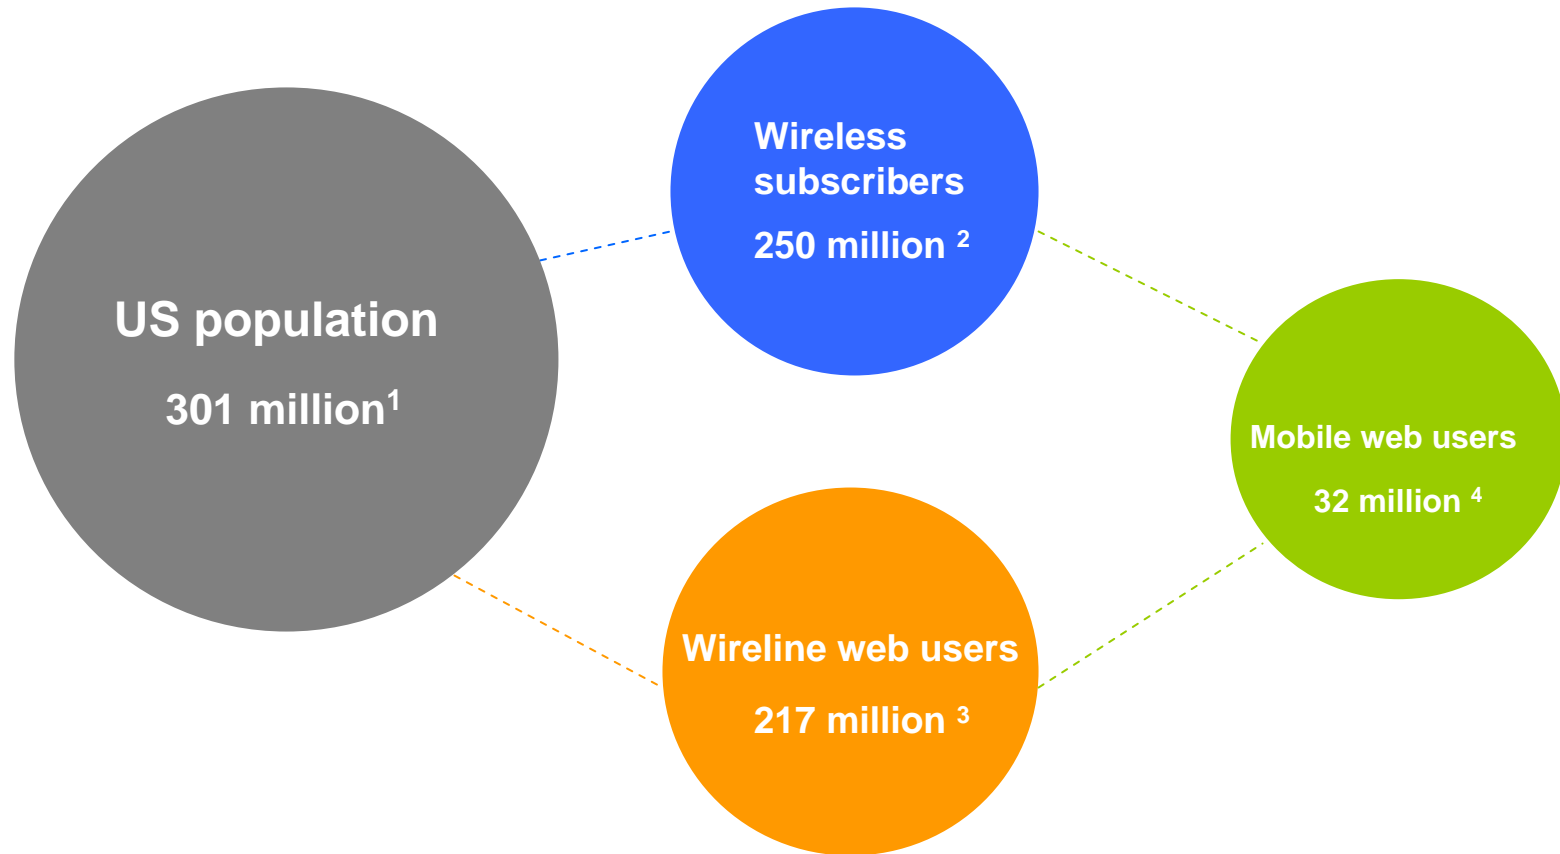 US population
301 million1
Wireless
subscribers
250 million 2
Wireline web users
217 million 3
Mobile web users
32 million 4